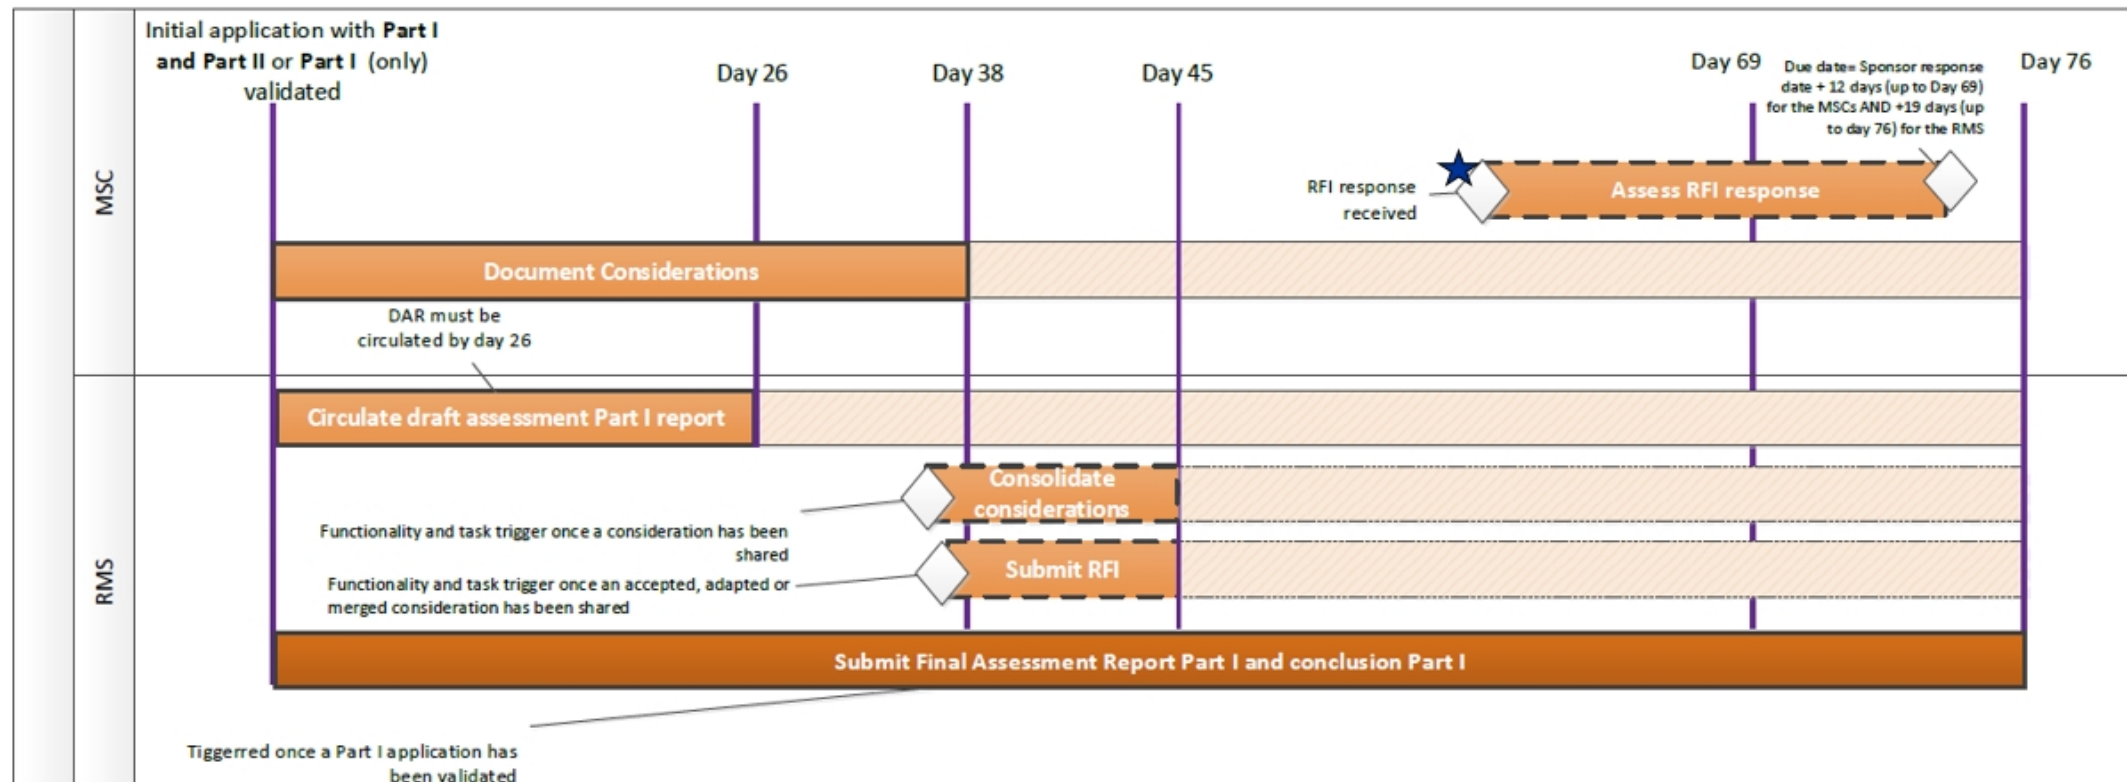 Initial application with Part I
and Part II or Part I (only)
validated
Day 26
Day 38
Day 45
Day 69
Due date= Sponsor response
date + 12 days (up to Day 69)
for the MSCs AND +19 days (up
to day 76) for the RMS
Day 76
MSC
RFI response
received
Assess RFI response
Document Considerations
DAR must be
circulated by day 26
RMS
Circulate draft assessment Part I report
Consolidate
considerations
Functionality and task trigger once a consideration has been
shared
Submit RFI
Functionality and task trigger once an accepted, adapted or
merged consideration has been shared
Submit Final Assessment Report Part I and conclusion Part I
Tiggerred once a Part I application has
been validated